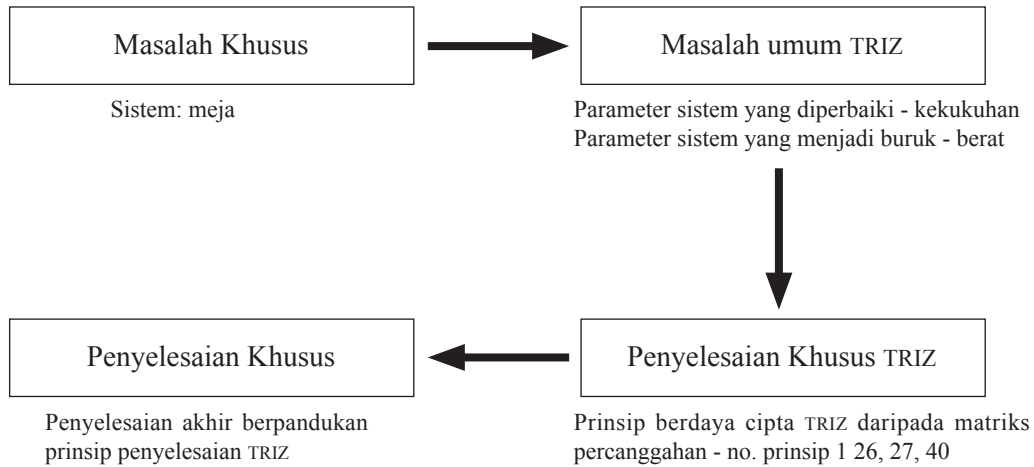 Masalah Khusus
Masalah umum TRIZ
Sistem: meja
Parameter sistem yang diperbaiki - kekukuhan
Parameter sistem yang menjadi buruk - berat
Penyelesaian Khusus
Penyelesaian Khusus TRIZ
Penyelesaian akhir berpandukan
prinsip penyelesaian TRIZ
Prinsip berdaya cipta TRIZ daripada matriks
percanggahan - no. prinsip 1 26, 27, 40